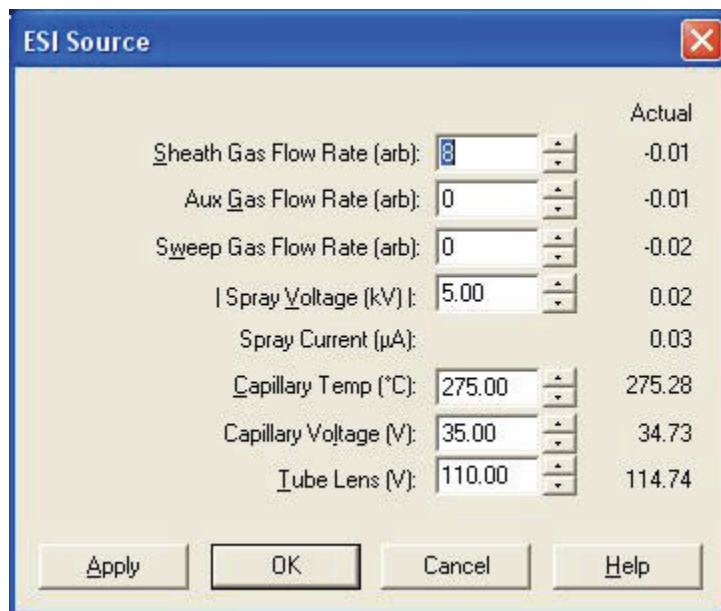 ESI Source
Actual
Sheath Gas Flow Rate (arb): 8 -0.01
Aux Gas Flow Rate (arb): 0 -0.01
Sweep Gas Flow Rate (arb): 0 -0.02
| Spray Voltage (kV) |: 5.00 0.02
Spray Current (µA): 0.03
Capillary Temp (°C): 275.00 275.28
Capillary Voltage (V): 35.00 34.73
Tube Lens (V): 110.00 114.74
Apply OK Cancel Help